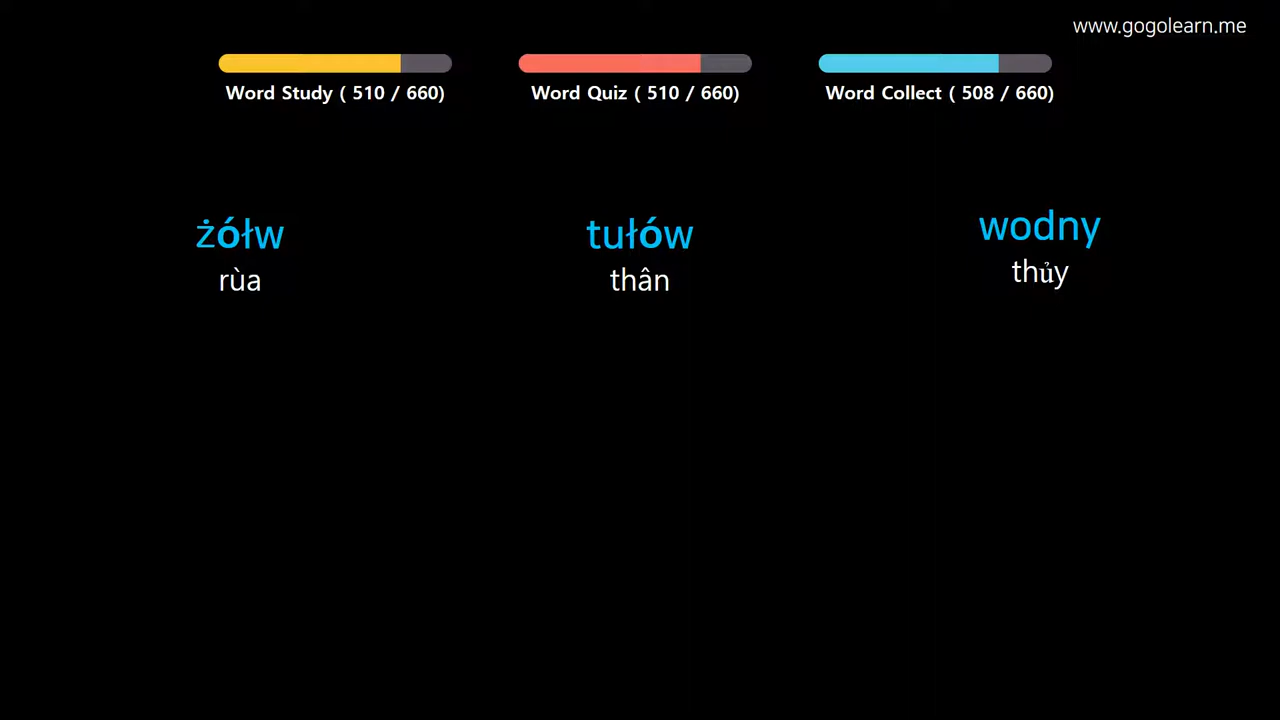 www.gogolearn.me
Word Study ( 510 / 660)
Word Quiz ( 510 / 660)
Word Collect ( 508 / 660)
żółw
rùa
tułów
thân
wodny
thủy